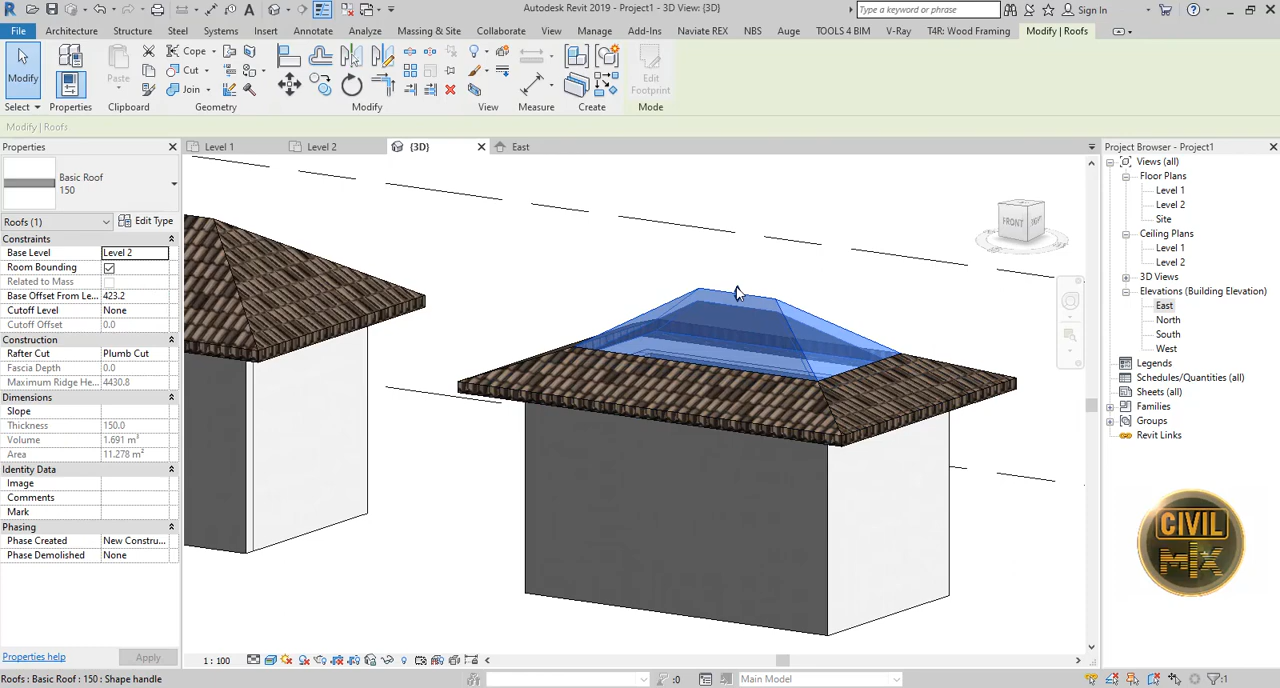 Autodesk Revit 2019 - Project1 - 3D View: {3D}
Type a keyword or phrase
Sign In
File Architecture Structure Steel Systems Insert Annotate Analyze Massing & Site Collaborate View Manage Add-Ins Naviate REX NBS Auge TOOLS 4 BIM V-Ray T4R: Wood Framing Modify | Roofs
Modify
Paste
Cope
Cut
Join
Edit
Footprint
Select Properties Clipboard Geometry Modify View Measure Create Mode
Modify | Roofs
Properties
Basic Roof
150
Roofs (1)
Edit Type
Constraints
Base Level Level 2
Room Bounding
Related to Mass
Base Offset From Le... 423.2
Cutoff Level None
Cutoff Offset 0.0
Construction
Rafter Cut Plumb Cut
Fascia Depth 0.0
Maximum Ridge He... 4430.8
Dimensions
Slope
Thickness 150.0
Volume 1.691 m³
Area 11.278 m²
Identity Data
Image
Comments
Mark
Phasing
Phase Created New Constru...
Phase Demolished None
Properties help
Apply
Level 1
Level 2
{3D}
East
FRONT
Project Browser - Project1
Views (all)
Floor Plans
Level 1
Level 2
Site
Ceiling Plans
Level 1
Level 2
3D Views
Elevations (Building Elevation)
East
North
South
West
Legends
Schedules/Quantities (all)
Sheets (all)
Families
Groups
Revit Links
CIVIL
MIX
1 : 100
Roofs : Basic Roof : 150 : Shape handle
:0
Main Model
:1